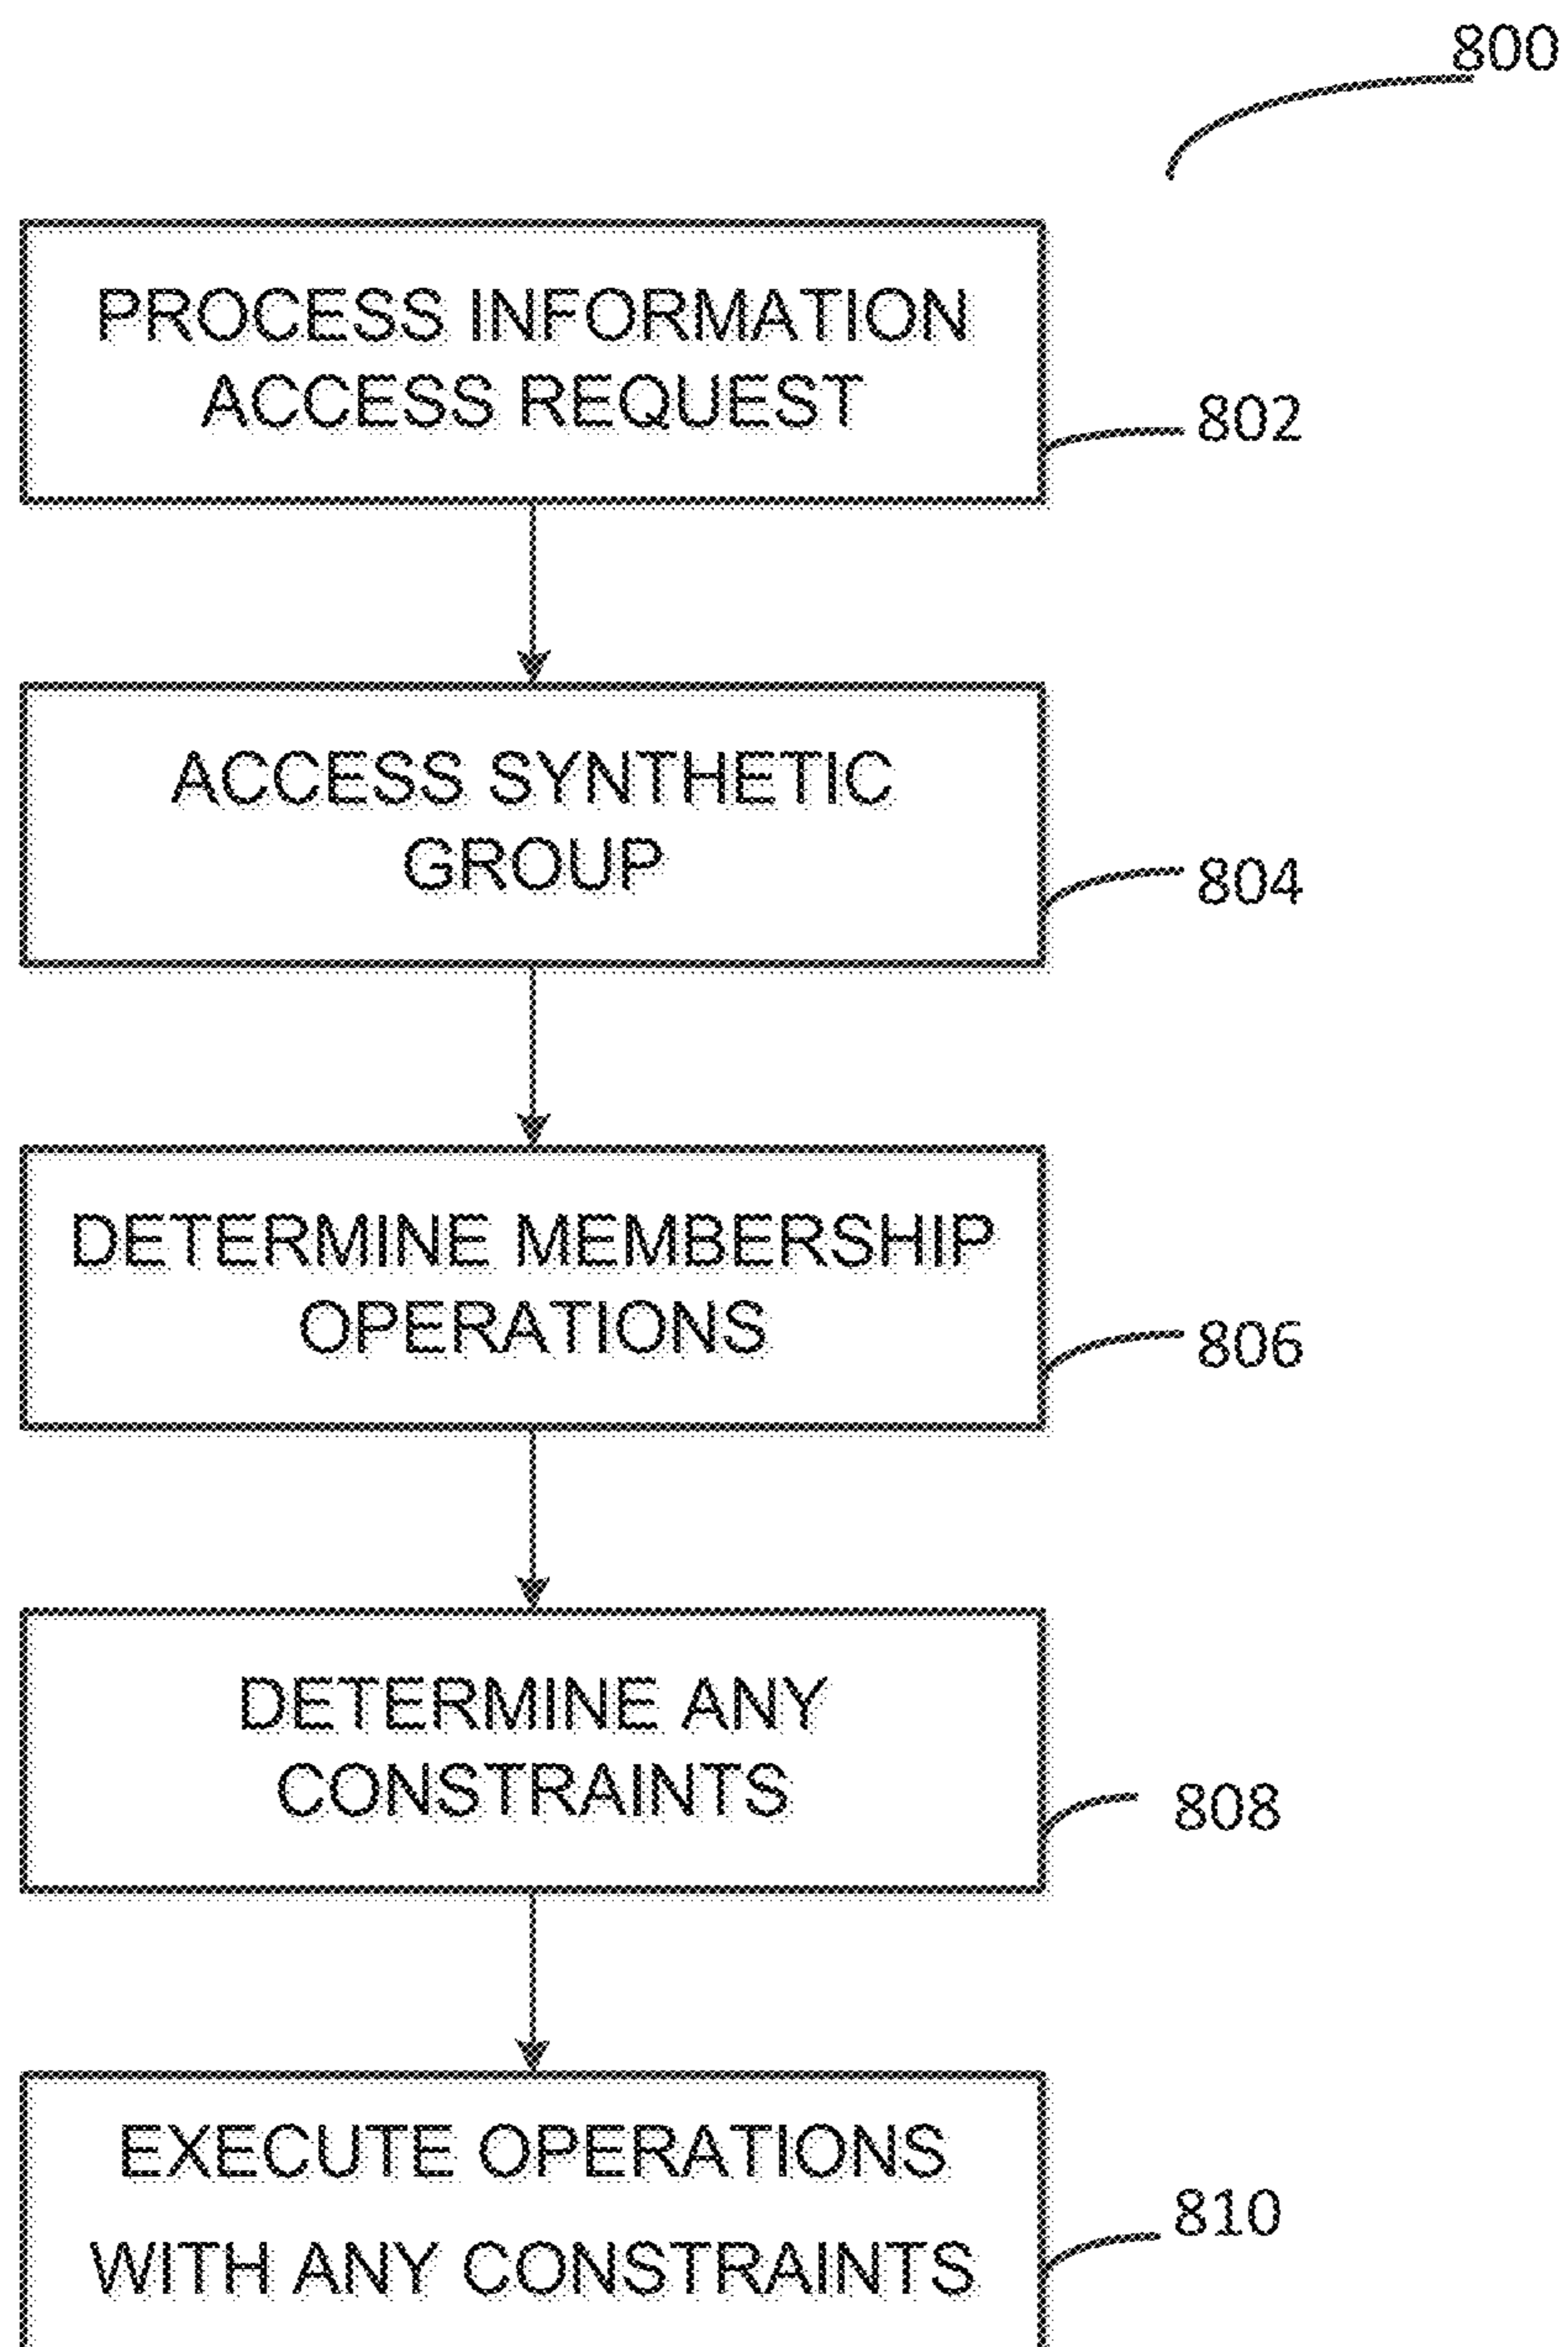 800
PROCESS INFORMATION
ACCESS REQUEST
802
ACCESS SYNTHETIC
GROUP
804
DETERMINE MEMBERSHIP
OPERATIONS
806
DETERMINE ANY
CONSTRAINTS
808
EXECUTE OPERATIONS
WITH ANY CONSTRAINTS
810